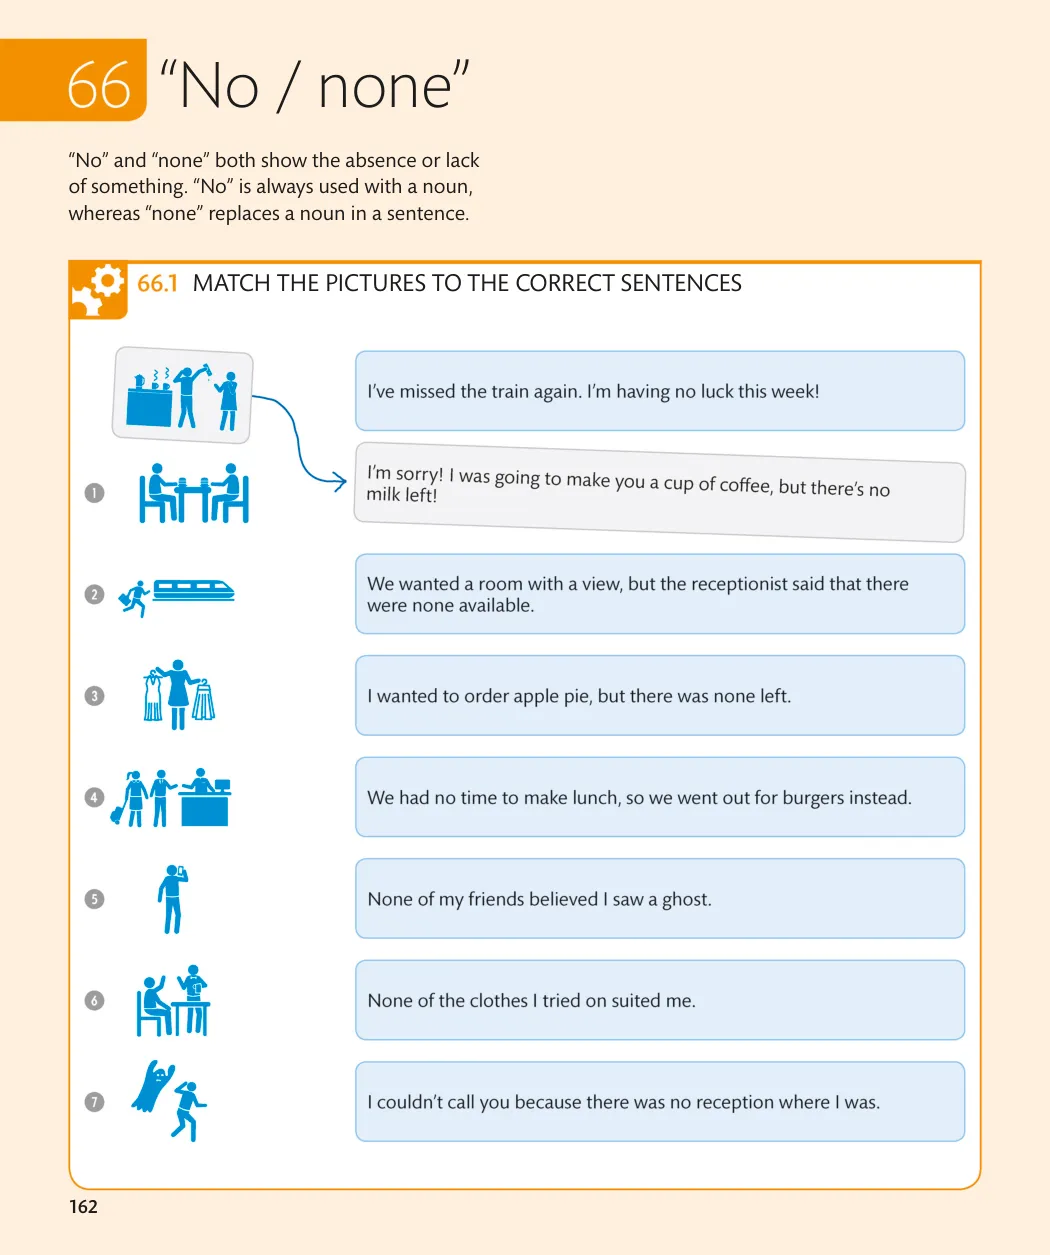 66 “No / none”
“No” and “none” both show the absence or lack
of something. “No” is always used with a noun,
whereas “none” replaces a noun in a sentence.
66.1 MATCH THE PICTURES TO THE CORRECT SENTENCES
I’ve missed the train again. I’m having no luck this week!
I’m sorry! I was going to make you a cup of coffee, but there’s no
milk left!
1
We wanted a room with a view, but the receptionist said that there
were none available.
2
I wanted to order apple pie, but there was none left.
3
We had no time to make lunch, so we went out for burgers instead.
4
None of my friends believed I saw a ghost.
5
None of the clothes I tried on suited me.
6
I couldn’t call you because there was no reception where I was.
7
162